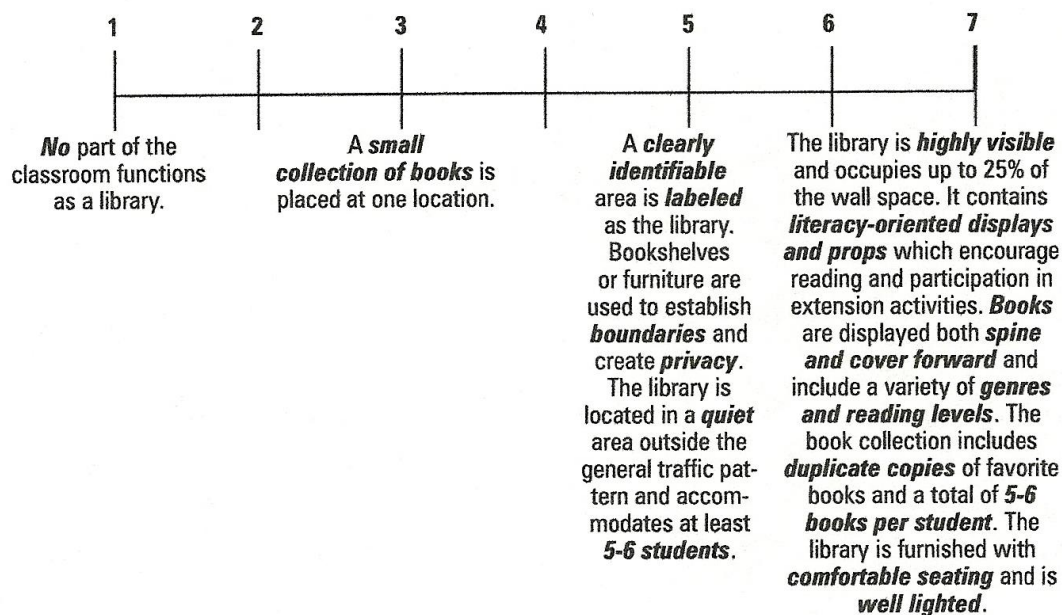 1 2 3 4 5 6 7
No part of the
classroom functions
as a library.
A small
collection of books is
placed at one location.
A clearly
identifiable
area is labeled
as the library.
Bookshelves
or furniture are
used to establish
boundaries and
create privacy.
The library is
located in a quiet
area outside the
general traffic pat-
tern and accom-
modates at least
5-6 students.
The library is highly visible
and occupies up to 25% of
the wall space. It contains
literacy-oriented displays
and props which encourage
reading and participation in
extension activities. Books
are displayed both spine
and cover forward and
include a variety of genres
and reading levels. The
book collection includes
duplicate copies of favorite
books and a total of 5-6
books per student. The
library is furnished with
comfortable seating and is
well lighted.